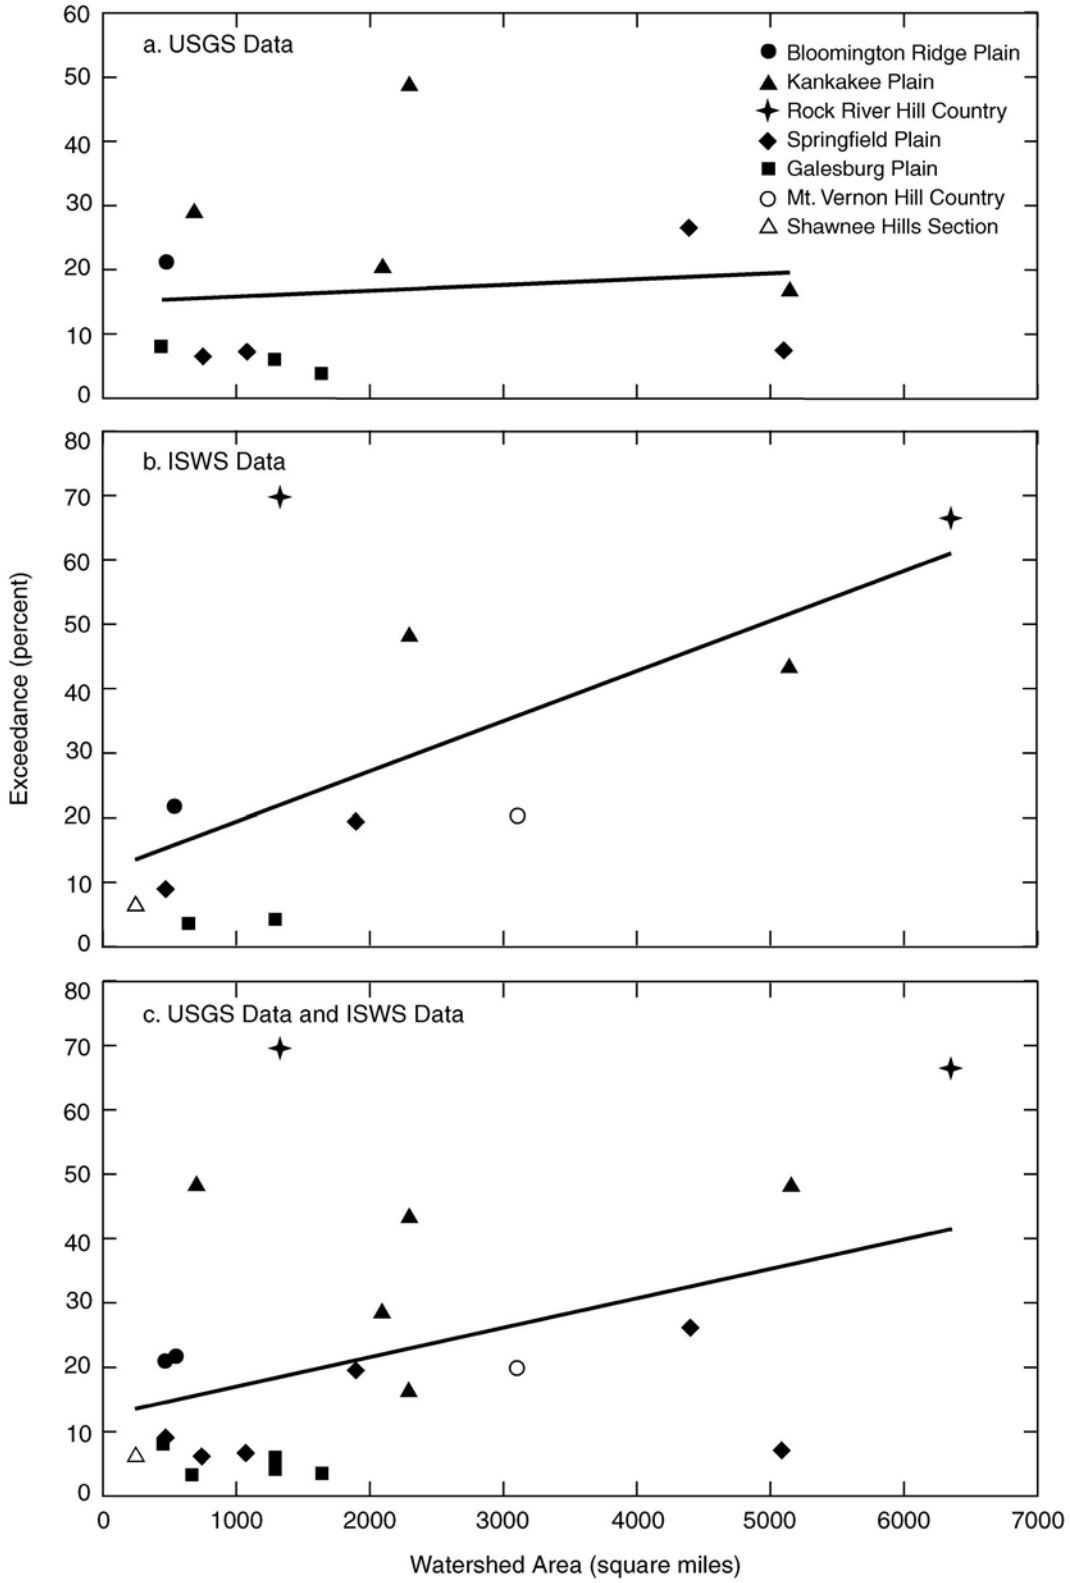 60
50
40
30
20
10
0
a. USGS Data
Bloomington Ridge Plain
Kankakee Plain
Rock River Hill Country
Springfield Plain
Galesburg Plain
Mt. Vernon Hill Country
Shawnee Hills Section
80
70
60
50
40
30
20
10
0
b. ISWS Data
Exceedance (percent)
80
70
60
50
40
30
20
10
0
c. USGS Data and ISWS Data
0 1000 2000 3000 4000 5000 6000 7000
Watershed Area (square miles)